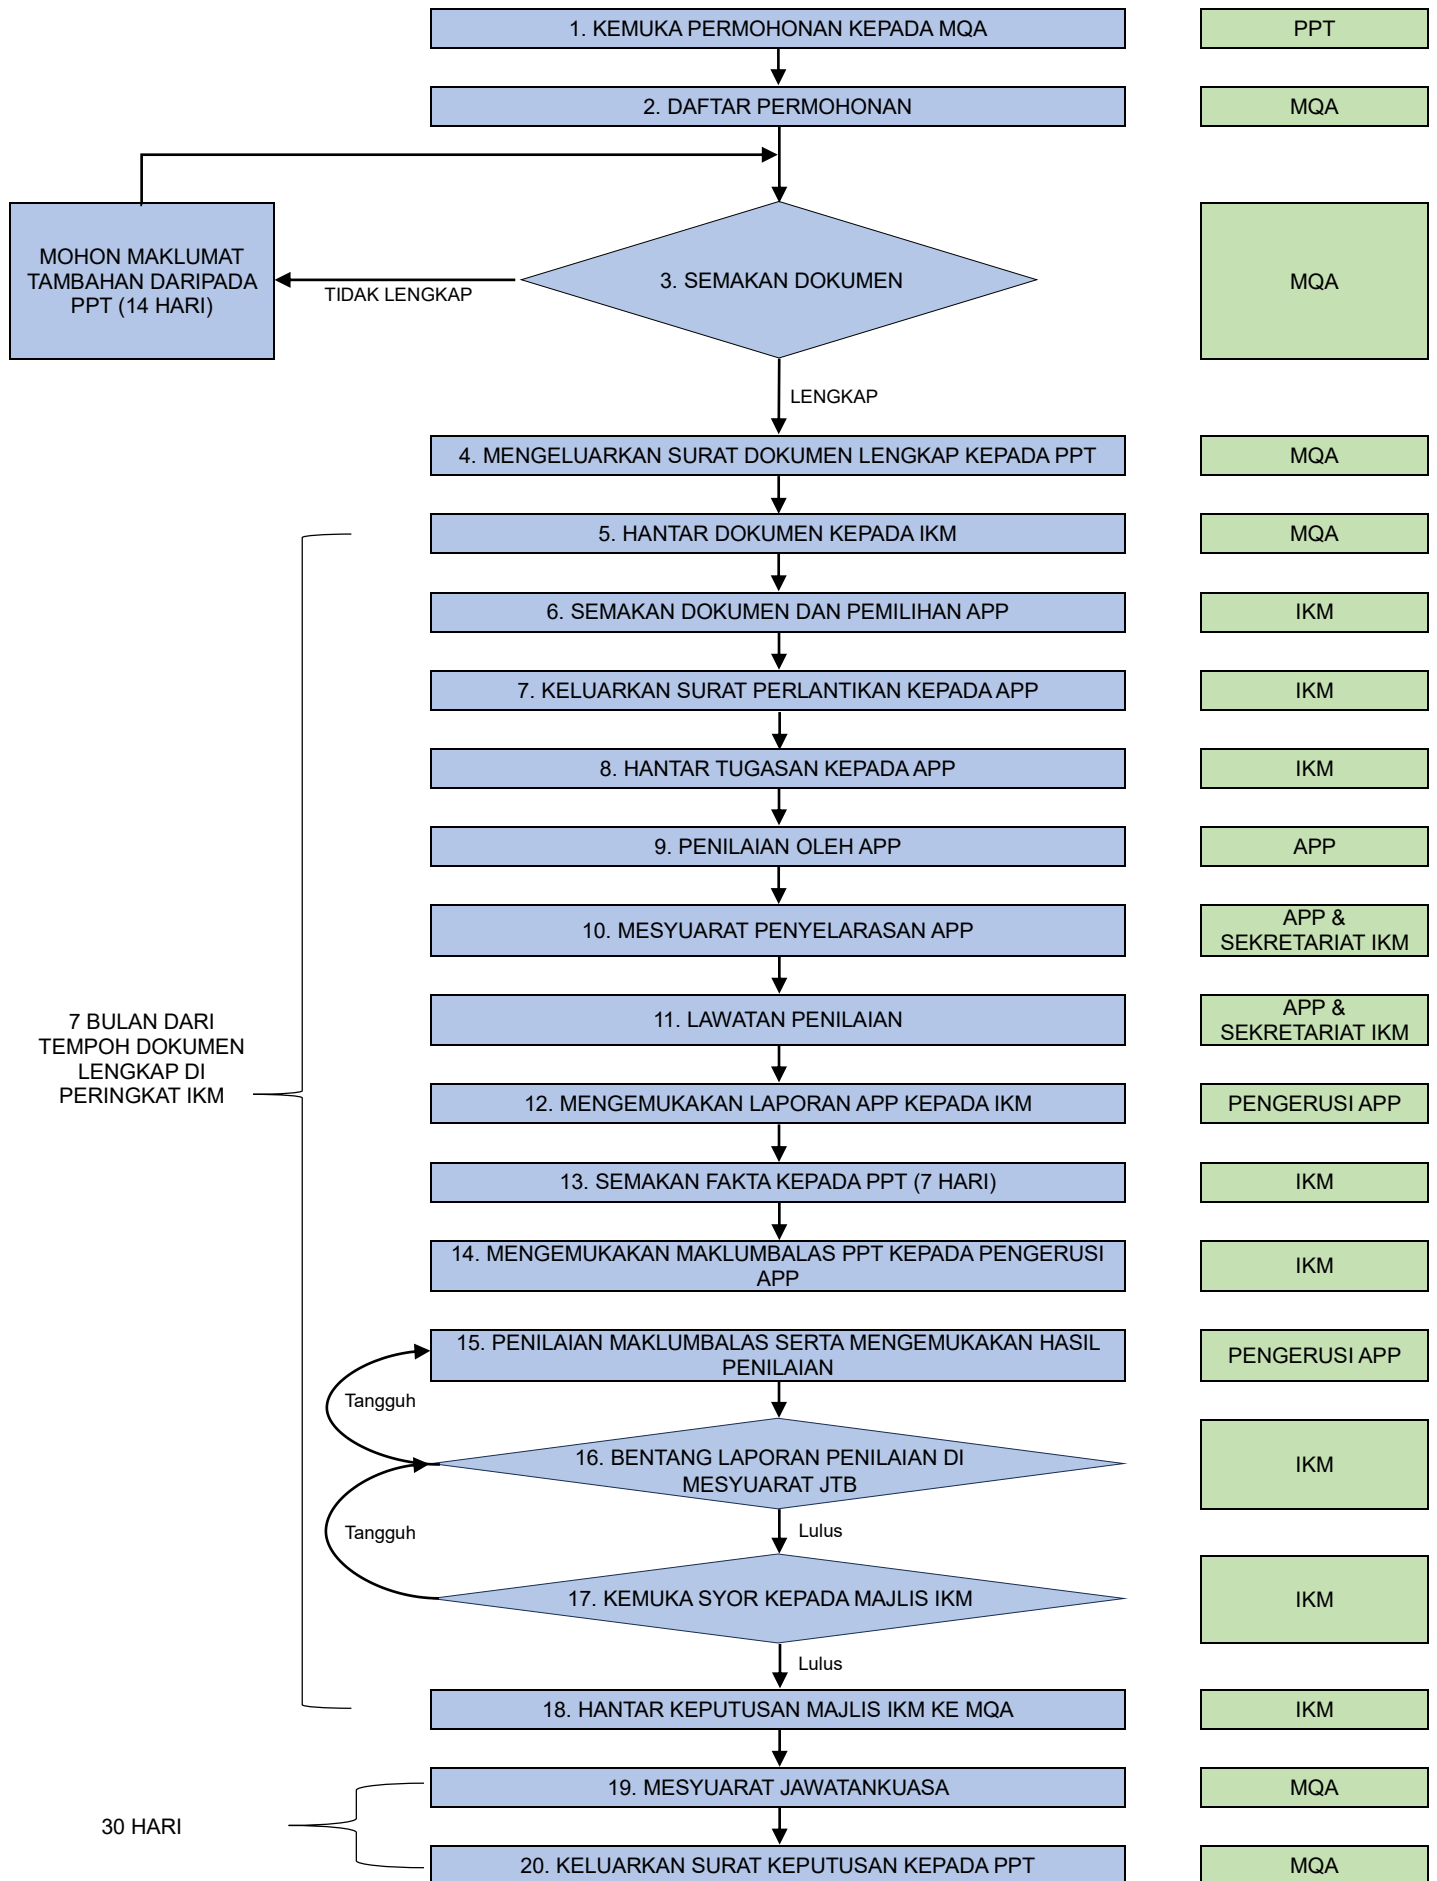 1. KEMUKA PERMOHONAN KEPADA MQA
PPT
2. DAFTAR PERMOHONAN
MQA
MOHON MAKLUMAT
TAMBAHAN DARIPADA
PPT (14 HARI)
TIDAK LENGKAP
3. SEMAKAN DOKUMEN
MQA
LENGKAP
4. MENGELUARKAN SURAT DOKUMEN LENGKAP KEPADA PPT
MQA
5. HANTAR DOKUMEN KEPADA IKM
MQA
6. SEMAKAN DOKUMEN DAN PEMILIHAN APP
IKM
7. KELUARKAN SURAT PERLANTIKAN KEPADA APP
IKM
8. HANTAR TUGASAN KEPADA APP
IKM
9. PENILAIAN OLEH APP
APP
10. MESYUARAT PENYELARASAN APP
APP &
SEKRETARIAT IKM
11. LAWATAN PENILAIAN
APP &
SEKRETARIAT IKM
7 BULAN DARI
TEMPOH DOKUMEN
LENGKAP DI
PERINGKAT IKM
12. MENGEMUKAKAN LAPORAN APP KEPADA IKM
PENGERUSI APP
13. SEMAKAN FAKTA KEPADA PPT (7 HARI)
IKM
14. MENGEMUKAKAN MAKLUMBALAS PPT KEPADA PENGERUSI
APP
IKM
15. PENILAIAN MAKLUMBALAS SERTA MENGEMUKAKAN HASIL
PENILAIAN
PENGERUSI APP
Tangguh
16. BENTANG LAPORAN PENILAIAN DI
MESYUARAT JTB
IKM
Tangguh
Lulus
17. KEMUKA SYOR KEPADA MAJLIS IKM
IKM
Lulus
18. HANTAR KEPUTUSAN MAJLIS IKM KE MQA
IKM
19. MESYUARAT JAWATANKUASA
MQA
30 HARI
20. KELUARKAN SURAT KEPUTUSAN KEPADA PPT
MQA